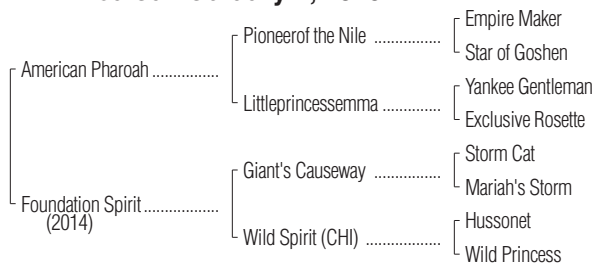 Pioneerof the Nile ................
Empire Maker
Star of Goshen
American Pharoah ................
Littleprincessemma ..............
Yankee Gentleman
Exclusive Rosette
Giant's Causeway ................
Storm Cat
Mariah's Storm
Foundation Spirit ..................
(2014)
Wild Spirit (CHI) ..................
Hussonet
Wild Princess